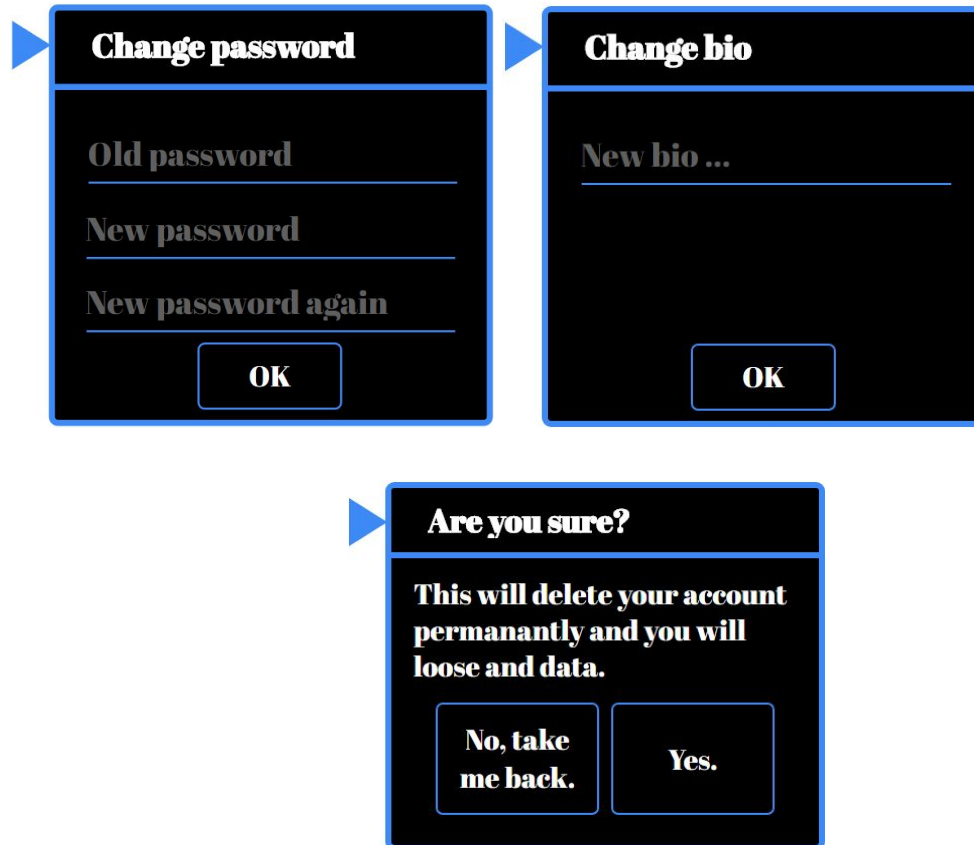 Change password
Old password
New password
New password again
OK
Change bio
New bio ...
OK
Are you sure?
This will delete your account
permanantly and you will
loose and data.
No, take
me back.
Yes.